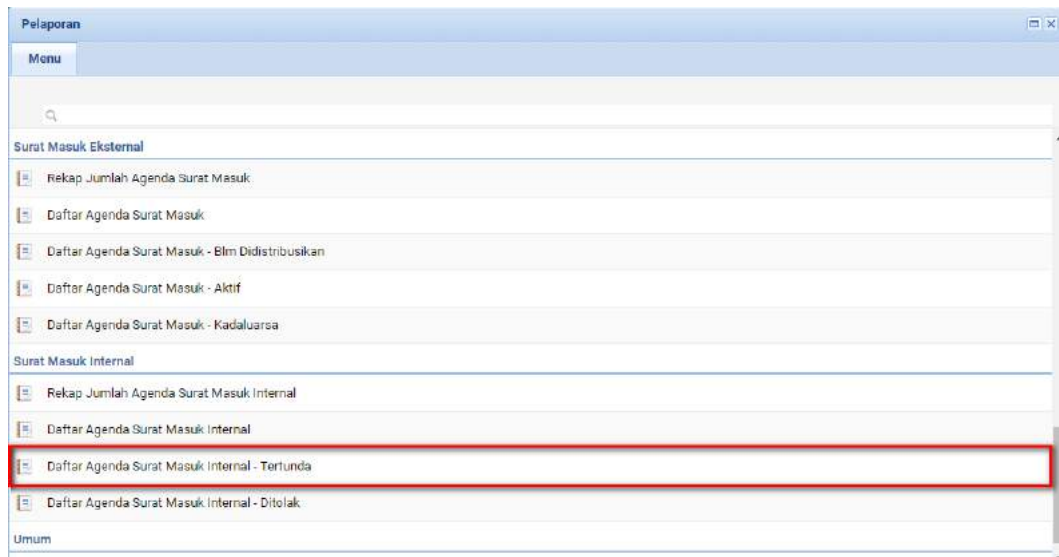 Pelaporan
Menu
Surat Masuk Eksternal
Rekap Jumlah Agenda Surat Masuk
Daftar Agenda Surat Masuk
Daftar Agenda Surat Masuk - Blm Didistribusikan
Daftar Agenda Surat Masuk - Aktif
Daftar Agenda Surat Masuk - Kadaluarsa
Surat Masuk Internal
Rekap Jumlah Agenda Surat Masuk Internal
Daftar Agenda Surat Masuk Internal
Daftar Agenda Surat Masuk Internal - Tertunda
Daftar Agenda Surat Masuk Internal - Ditolak
Umum